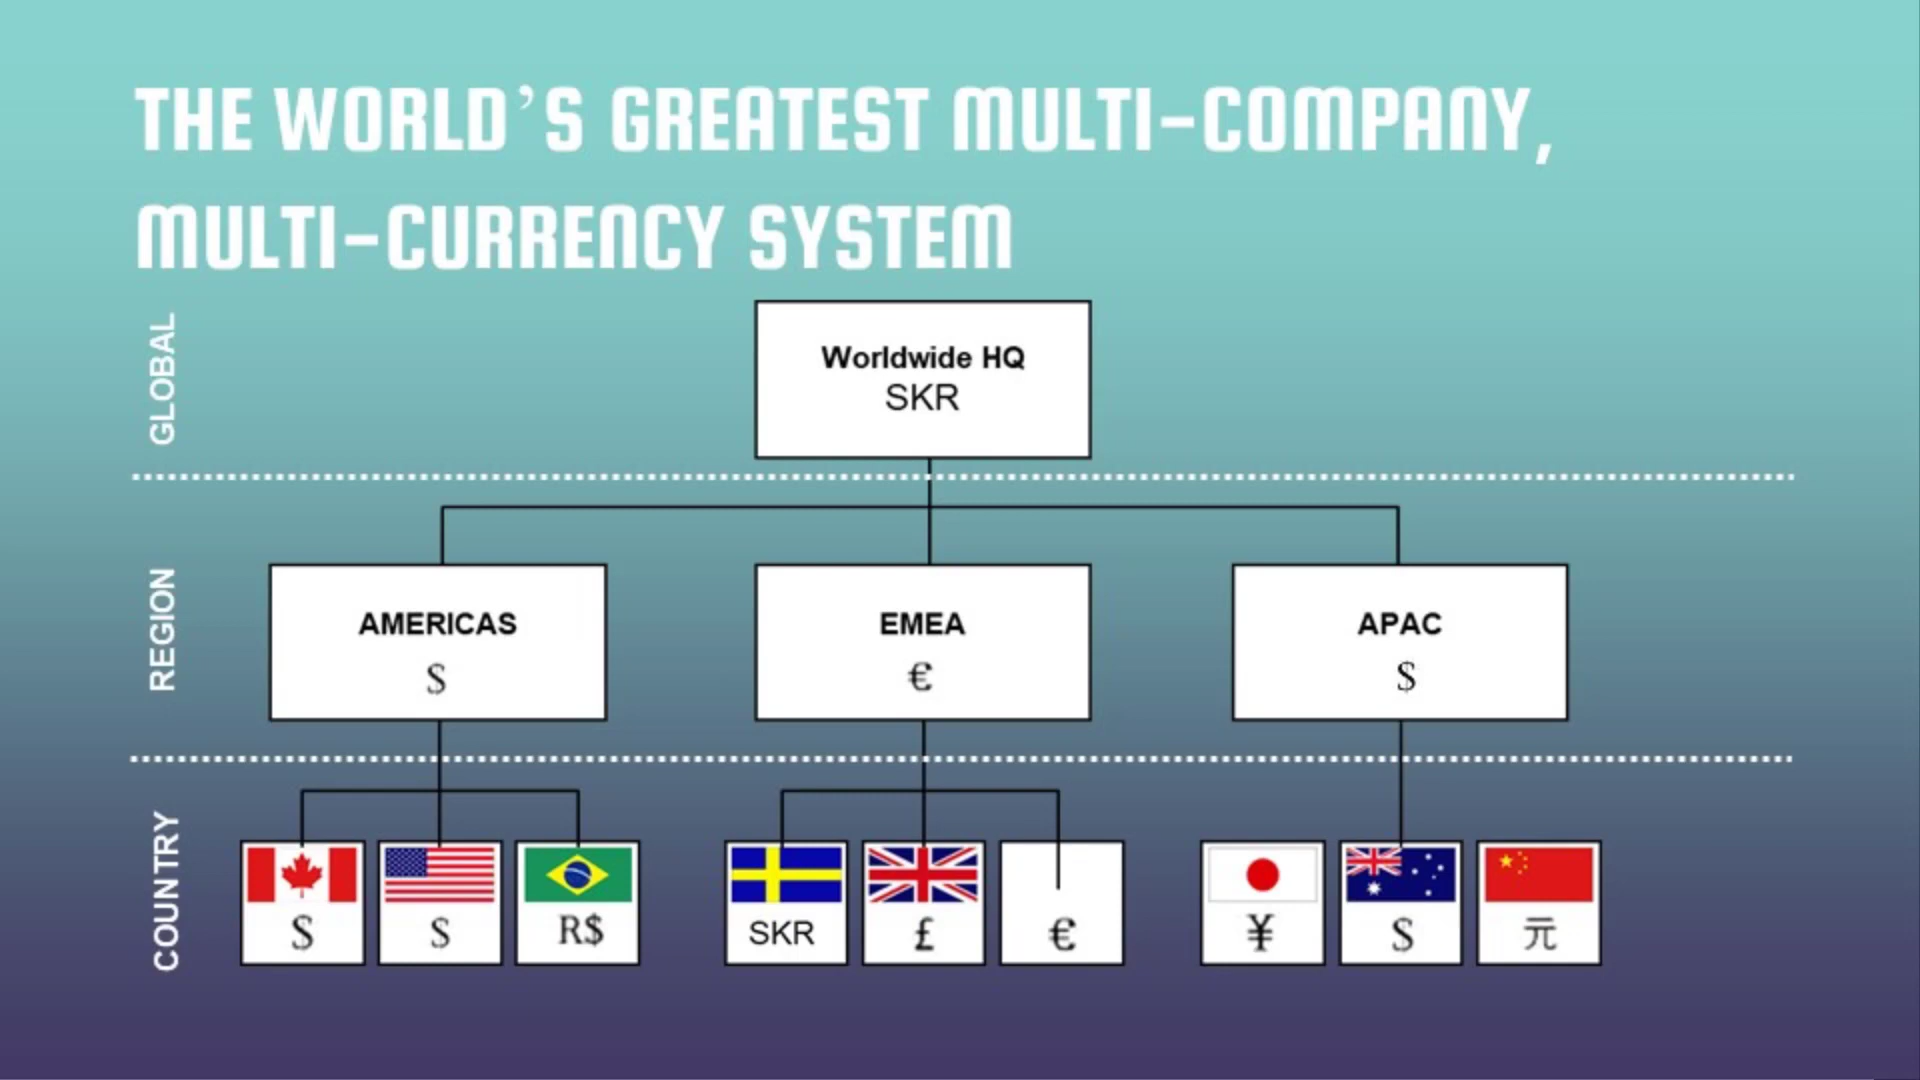 THE WORLD’S GREATEST MULTI-COMPANY,
MULTI-CURRENCY SYSTEM
GLOBAL
Worldwide HQ
SKR
REGION
AMERICAS
$
EMEA
€
APAC
$
COUNTRY
$
$
R$
SKR
£
€
¥
$
元